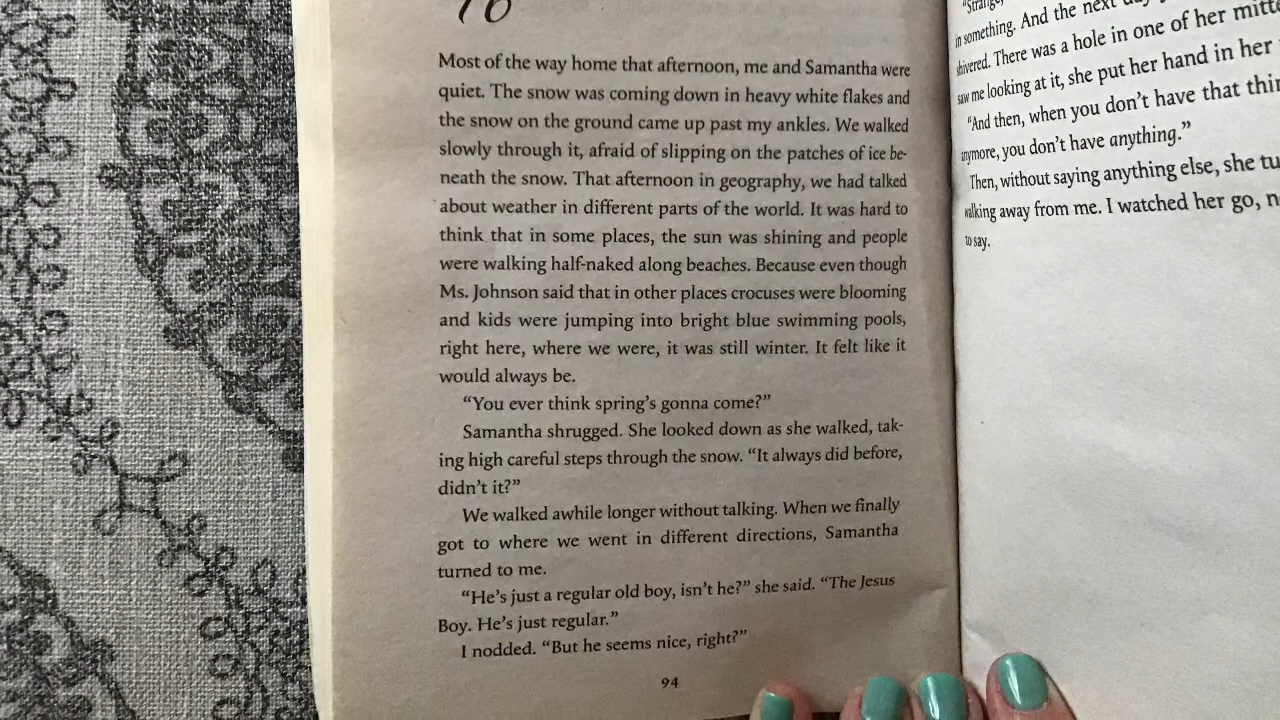 16
Most of the way home that afternoon, me and Samantha were
quiet. The snow was coming down in heavy white flakes and
the snow on the ground came up past my ankles. We walked
slowly through it, afraid of slipping on the patches of ice be-
neath the snow. That afternoon in geography, we had talked
about weather in different parts of the world. It was hard to
think that in some places, the sun was shining and people
were walking half-naked along beaches. Because even though
Ms. Johnson said that in other places crocuses were blooming
and kids were jumping into bright blue swimming pools,
right here, where we were, it was still winter. It felt like it
would always be.
“You ever think spring’s gonna come?”
Samantha shrugged. She looked down as she walked, tak-
ing high careful steps through the snow. “It always did before,
didn’t it?”
We walked awhile longer without talking. When we finally
got to where we went in different directions, Samantha
turned to me.
“He’s just a regular old boy, isn’t he?” she said. “The Jesus
Boy. He’s just regular.”
I nodded. “But he seems nice, right?”
94
in something. And the next day
shivered. There was a hole in one of her
saw me looking at it, she put her hand in her
“And then, when you don’t have that
anymore, you don’t have anything.”
Then, without saying anything else, she
walking away from me. I watched her go,
to say.